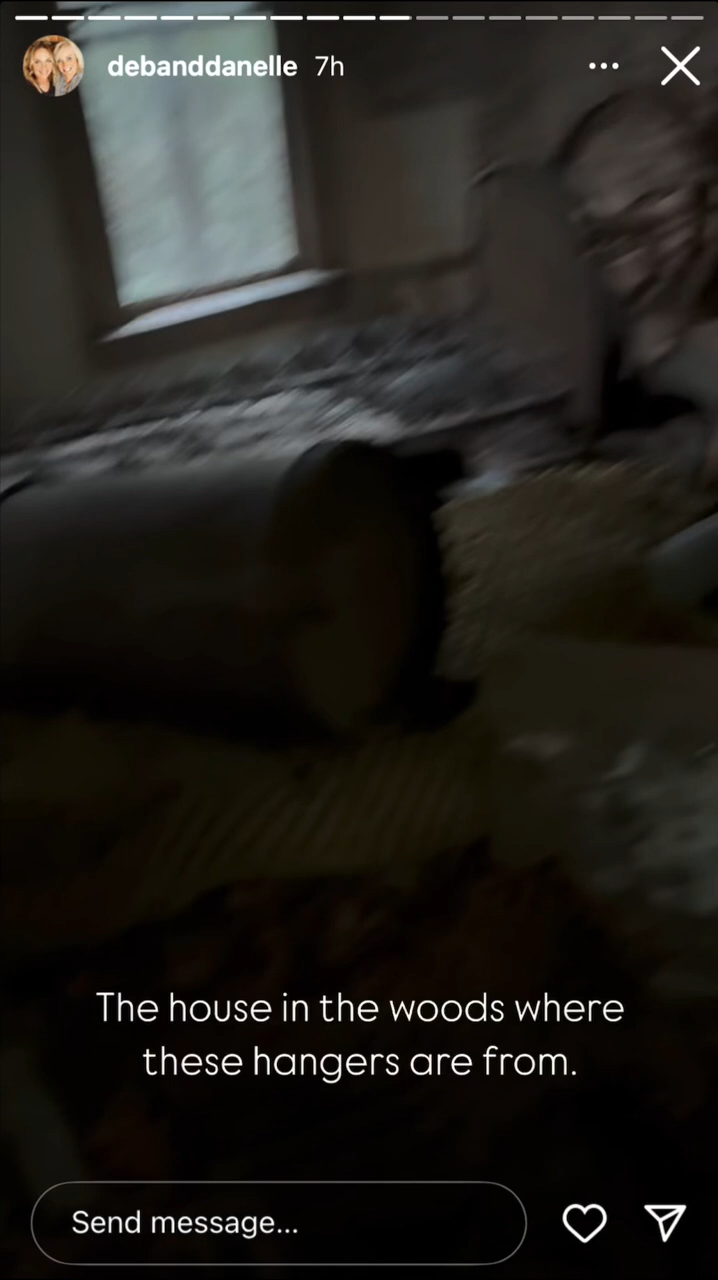 debanddanelle 7h
The house in the woods where
these hangers are from.
Send message...